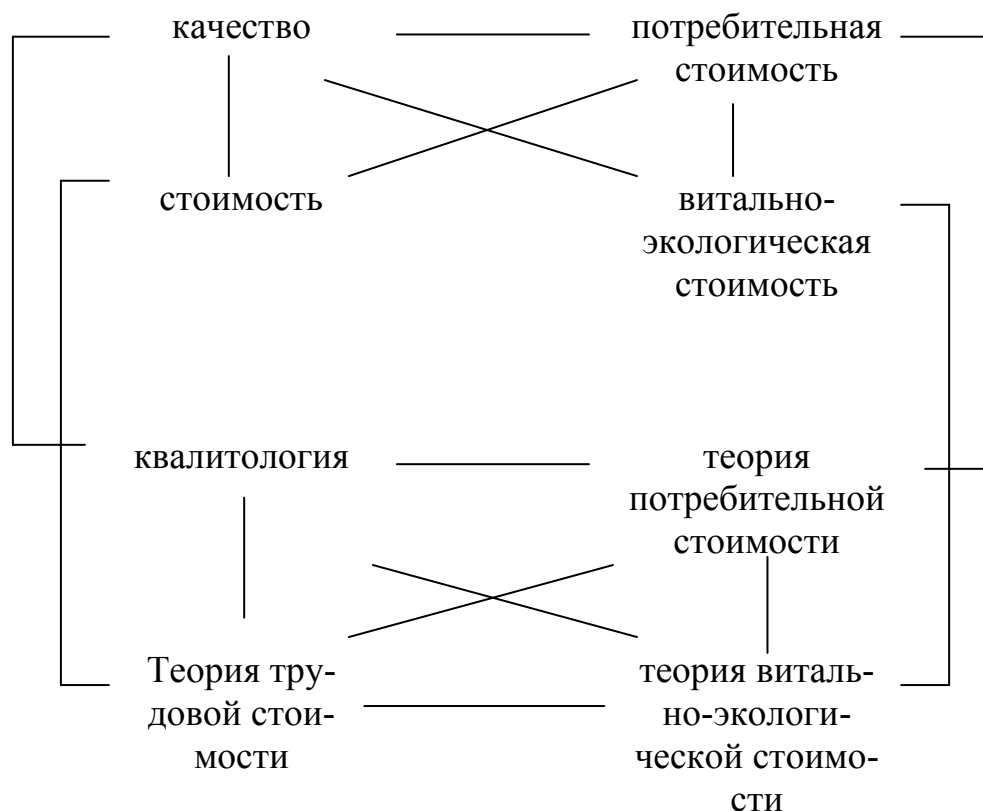 качество
потребительная
стоимость
стоимость
витально-
экологическая
стоимость
квалитология
теория
потребительной
стоимости
Теория тру-
довой стои-
мости
теория виталь-
но-экологи-
ческой стоимо-
сти